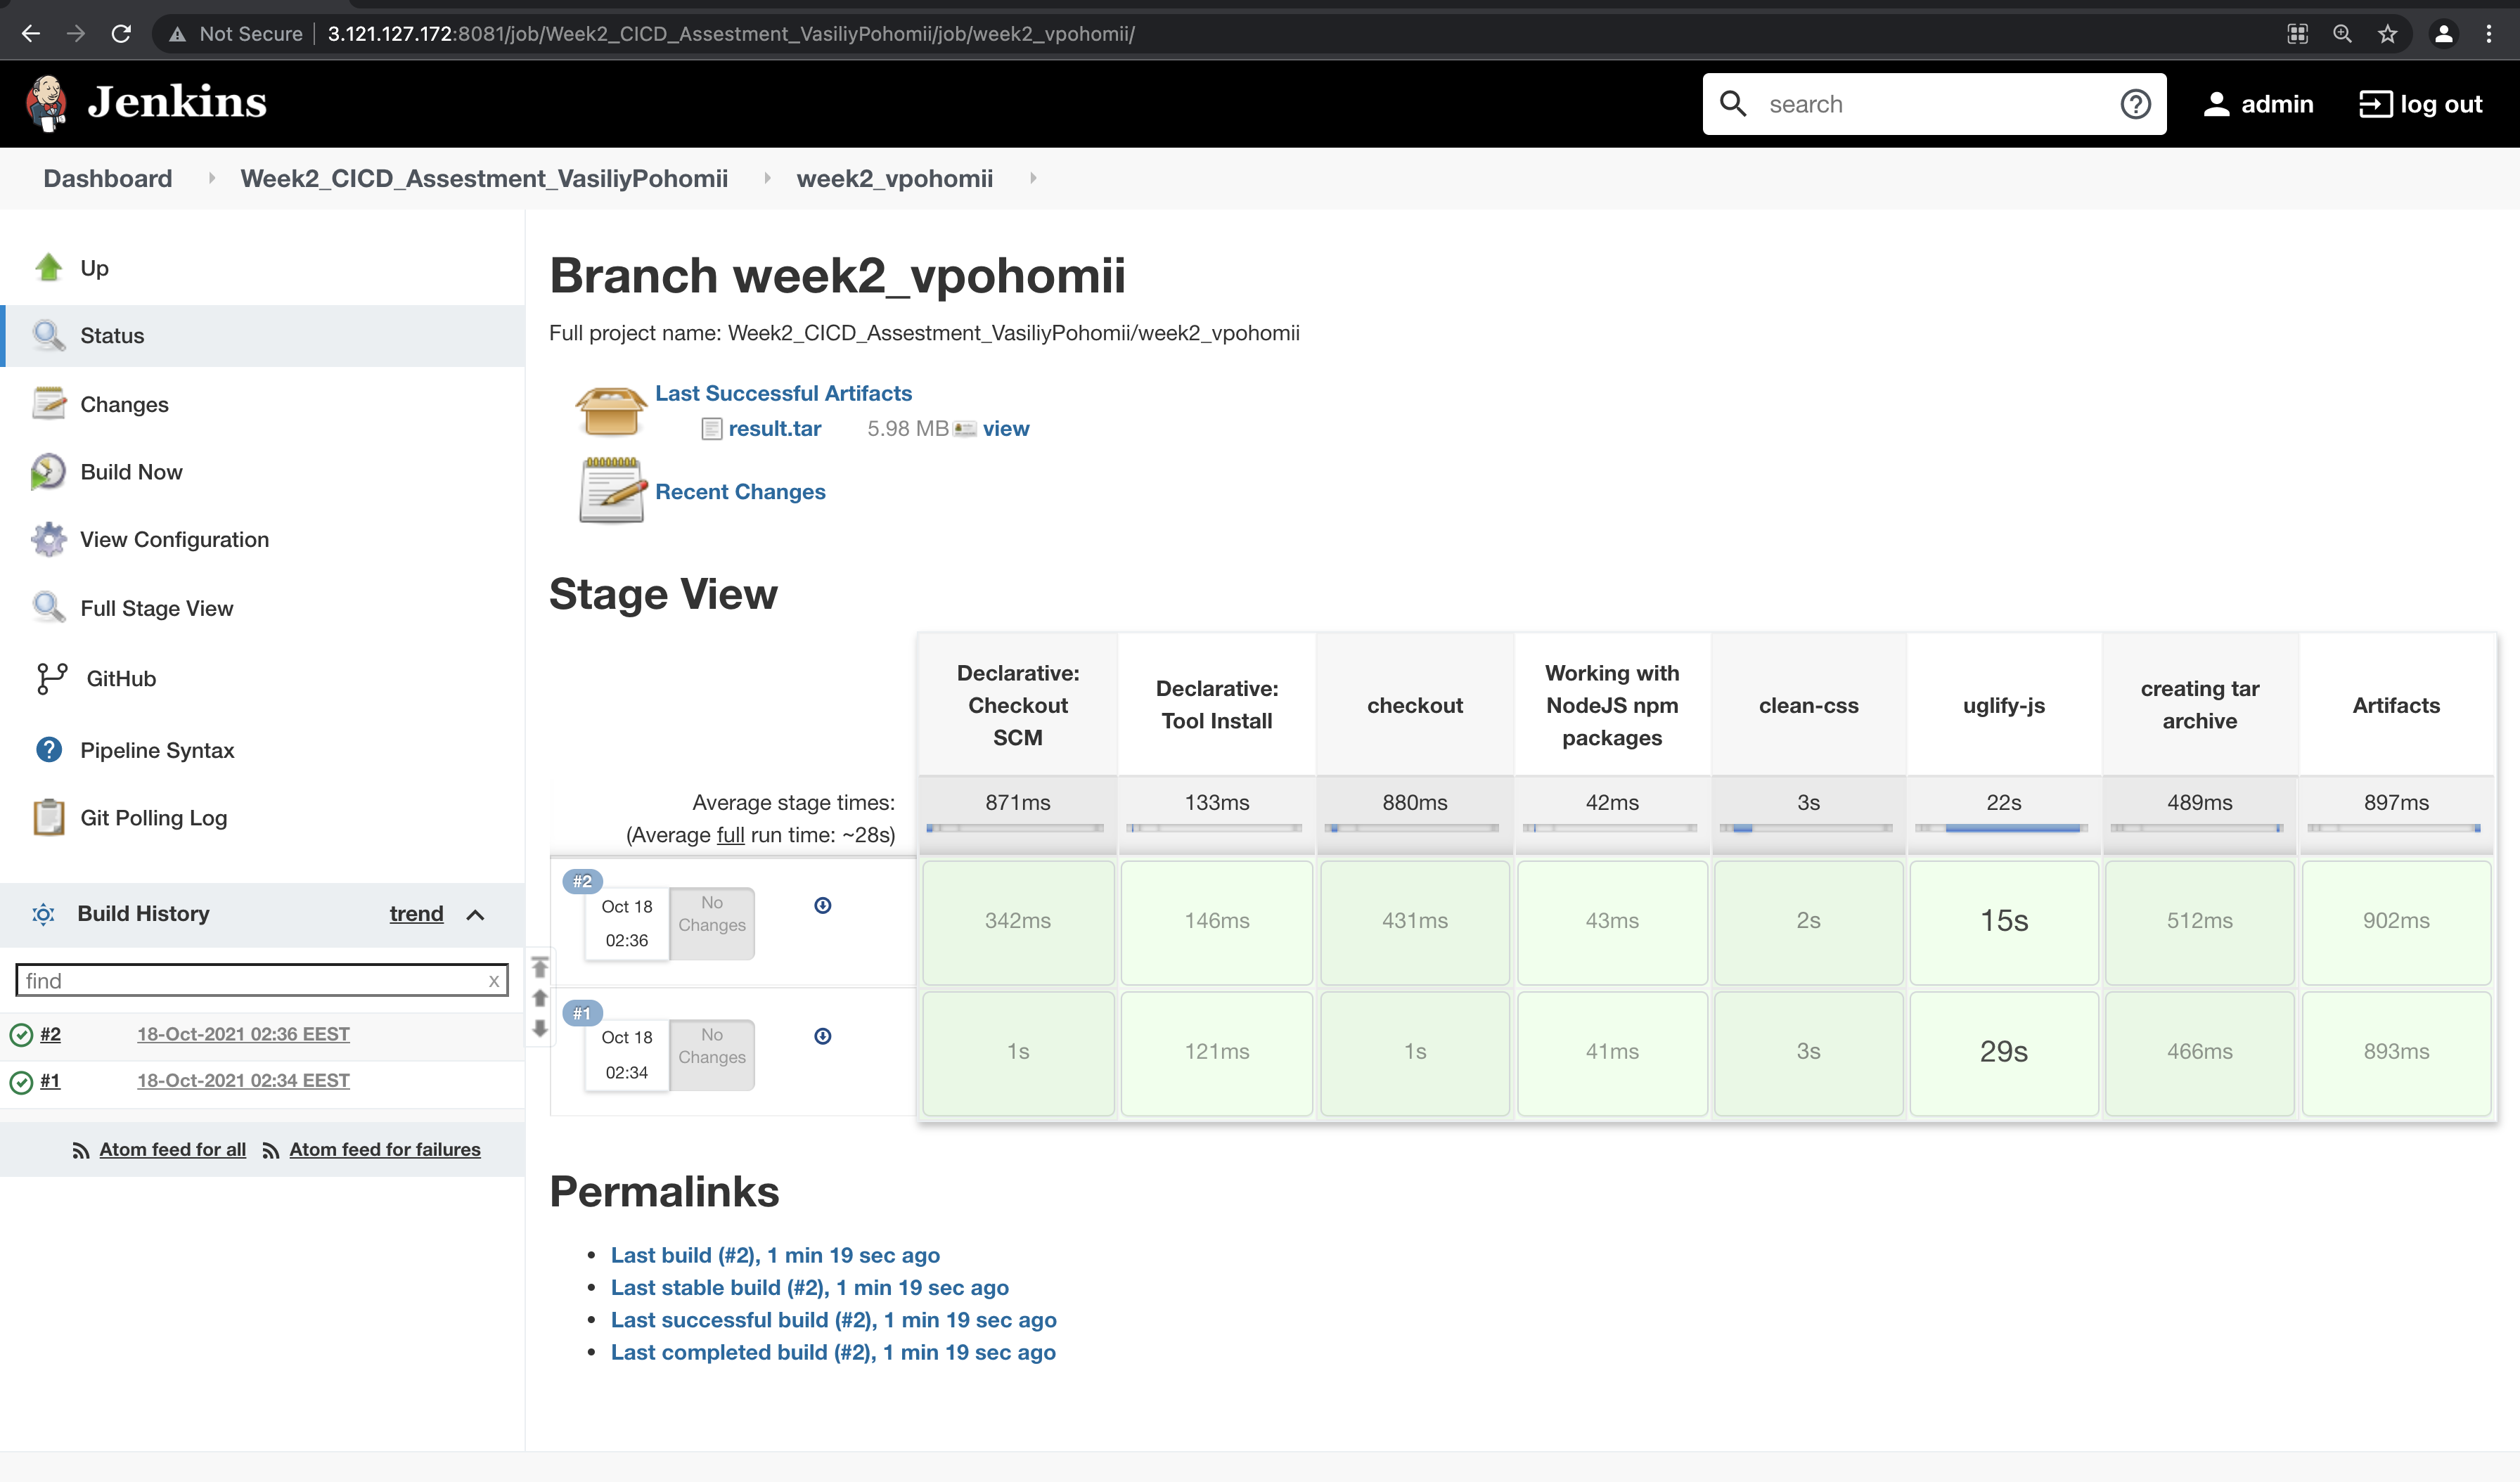 Not Secure 3.121.127.172:8081/job/Week2_CICD_Assestment_VasiliyPohomii/job/week2_vpohomii/
Jenkins
search
admin
log out
Dashboard
Week2_CICD_Assestment_VasiliyPohomii
week2_vpohomii
Up
Status
Changes
Build Now
View Configuration
Full Stage View
GitHub
Pipeline Syntax
Git Polling Log
Build History
trend
find
x
#2 18-Oct-2021 02:36 EEST
#1 18-Oct-2021 02:34 EEST
Atom feed for all Atom feed for failures
Branch week2_vpohomii
Full project name: Week2_CICD_Assestment_VasiliyPohomii/week2_vpohomii
Last Successful Artifacts
result.tar 5.98 MB view
Recent Changes
Stage View
Declarative:
Checkout
SCM
Declarative:
Tool Install
checkout
Working with
NodeJS npm
packages
clean-css
uglify-js
creating tar
archive
Artifacts
Average stage times:
(Average full run time: ~28s)
871ms 133ms 880ms 42ms 3s 22s 489ms 897ms
#2
Oct 18
02:36
No
Changes
342ms 146ms 431ms 43ms 2s 15s 512ms 902ms
#1
Oct 18
02:34
No
Changes
1s 121ms 1s 41ms 3s 29s 466ms 893ms
Permalinks
Last build (#2), 1 min 19 sec ago
Last stable build (#2), 1 min 19 sec ago
Last successful build (#2), 1 min 19 sec ago
Last completed build (#2), 1 min 19 sec ago